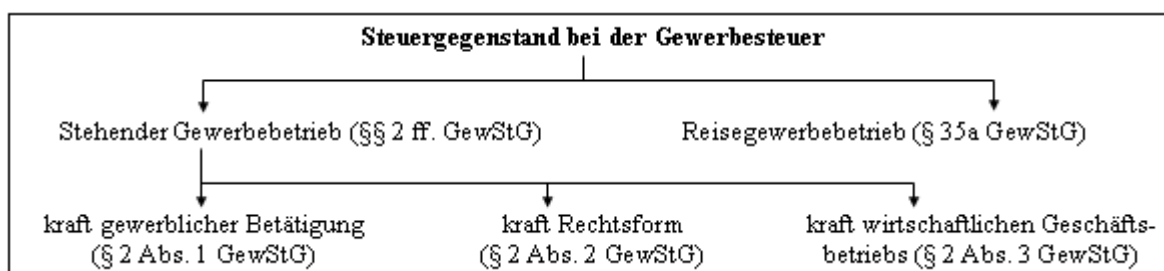 Steuergegenstand bei der Gewerbesteuer
Stehender Gewerbebetrieb (§§ 2 ff. GewStG)
Reisegewerbebetrieb (§ 35a GewStG)
kraft gewerblicher Betätigung
(§ 2 Abs. 1 GewStG)
kraft Rechtsform
(§ 2 Abs. 2 GewStG)
kraft wirtschaftlichen Geschäfts-
betriebs (§ 2 Abs. 3 GewStG)